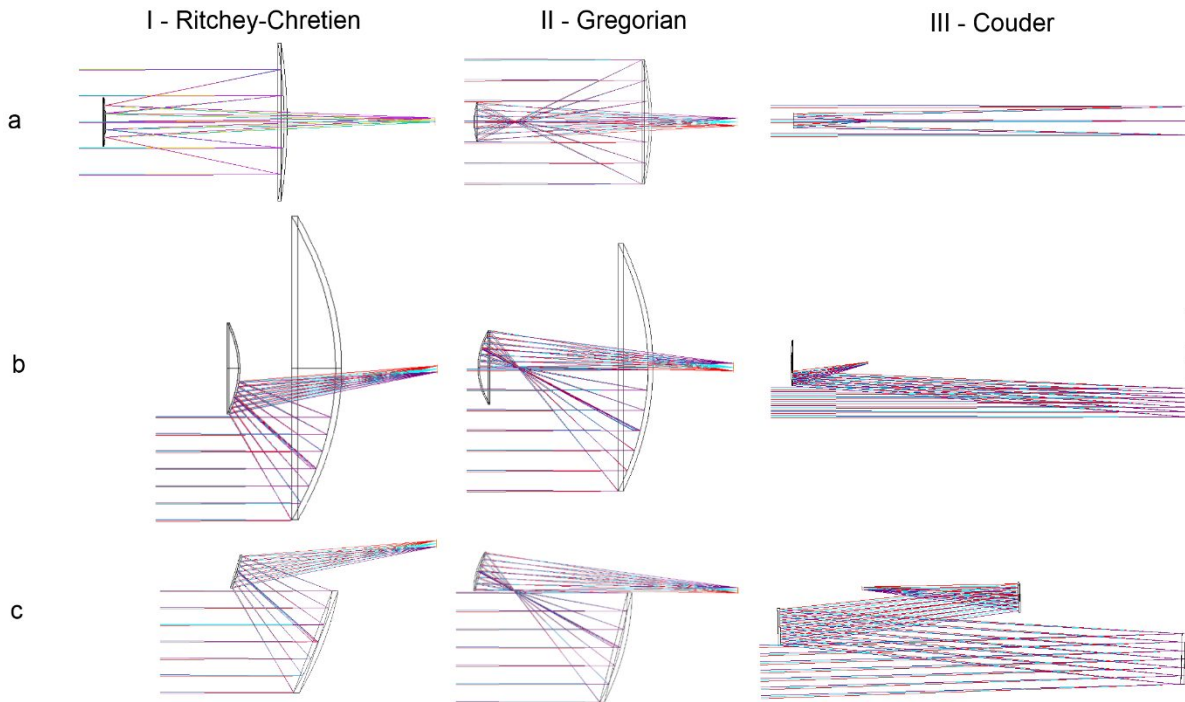 I - Ritchey-Chretien
II - Gregorian
III - Couder
a
b
c